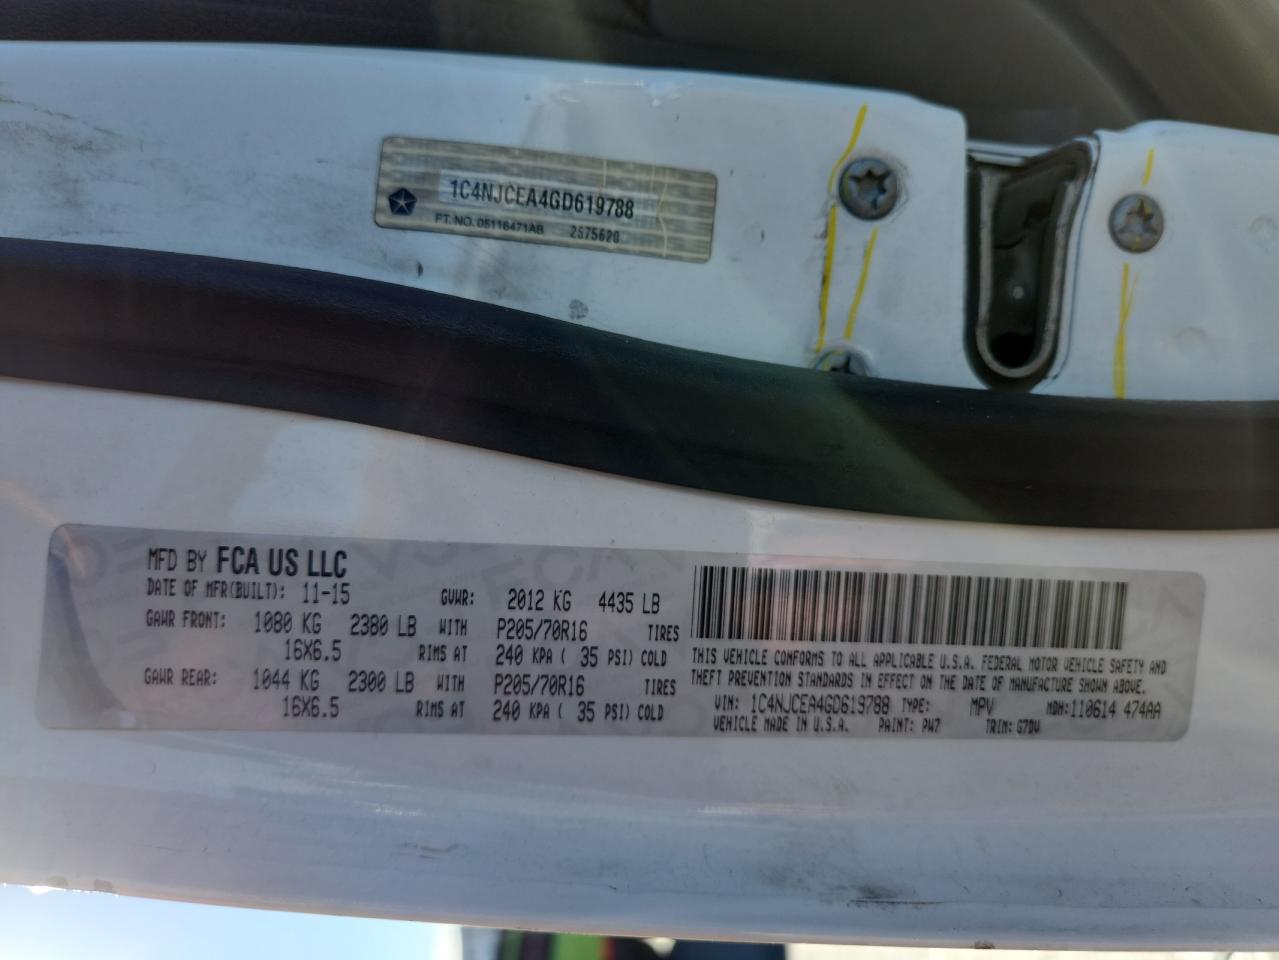 1C4NJCEA4GD619788
PT. NO. 05116471AB 2675620
MFD BY FCA US LLC
DATE OF MFR(BUILT): 11-15 GVWR: 2012 KG 4435 LB
GAWR FRONT: 1080 KG 2380 LB WITH P205/70R16 TIRES
16X6.5 RIMS AT 240 KPA ( 35 PSI) COLD
GAWR REAR: 1044 KG 2300 LB WITH P205/70R16 TIRES
16X6.5 RIMS AT 240 KPA ( 35 PSI) COLD
THIS VEHICLE CONFORMS TO ALL APPLICABLE U.S.A. FEDERAL MOTOR VEHICLE SAFETY AND
THEFT PREVENTION STANDARDS IN EFFECT ON THE DATE OF MANUFACTURE SHOWN ABOVE.
VIN: 1C4NJCEA4GD619788 TYPE: MPV MDH: 110614 474AA
VEHICLE MADE IN U.S.A. PAINT: PW7 TRIM: G7DV